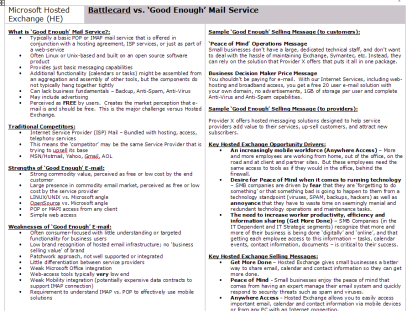 Microsoft Hosted
Exchange (HE)
Battlecard vs. 'Good Enough' Mail Service
What is 'Good Enough' Mail Service?:
• Typically a basic POP or IMAP mail service that is offered in
conjunction with a hosting agreement, ISP services, or just as part of
a web-service
• Often Linux or Unix-based and built on an open source software
product
• Provides just basic messaging capabilities
• Additional functionality (calendars or tasks) might be assembled from
an aggregation and assembly of other tools, but the components do
not typically hang together tightly
• Can lack business fundamentals – Backup, Anti-Spam, Anti-Virus
• May include advertising
• Perceived as FREE by users. Creates the market perception that e-
mail is and should be free. This is the major challenge versus Hosted
Exchange.
Traditional Competitors:
• Internet Service Provider (ISP) Mail – Bundled with hosting, access,
telephony services
• This means the 'competitor' may be the same Service Provider that is
trying to upsell its base
• MSN/Hotmail, Yahoo, Gmail, AOL
Strengths of 'Good Enough' E-mail:
• Strong commodity value, perceived as free or low cost by the end
customer
• Large presence in commodity email market, perceived as free or low
cost by the service provider
• LINUX/UNIX vs. Microsoft
• OpenSource vs. Microsoft
• POP or MAPI access from any client
• Simple web access
Weaknesses of 'Good Enough' E-mail:
• Often consumer-focused with little understanding or targeted
functionality for business users
• Low brand recognition of hosted email infrastructure; no 'business
selling value' of brand
• Patchwork approach, not well supported or integrated
• Little differentiation between service providers
• Weak Microsoft Office integration
• Web-access tools typically very low end
• Weak Mobility integration (potentially expensive data contracts to
support IMAP connection)
• Requirement to understand IMAP vs. POP to effectively use mobile
solutions
Sample 'Good Enough' Selling Message (to customers):
'Peace of Mind' Operations Message
Small businesses don't have a large, dedicated technical staff, and don't want
to deal with the hassle of maintaining Exchange, Symantec, etc. Instead, they
can rely on the solution that Provider X offers that puts it all in one package.
Business Decision Maker Price Message
You shouldn't be paying for e-mail. With our Internet Services, including web-
hosting and broadband access, you get a free 20 user e-mail solution with
your own domain, no advertisements, 1GB of storage per user and complete
Anti-Virus and Anti-Spam capabilities.
Sample 'Good Enough' Selling Message (to providers):
Provider X offers hosted messaging solutions designed to help service
providers add value to their services, up-sell customers, and attract new
subscribers.
Key Hosted Exchange Opportunity Drivers:
• An increasingly mobile workforce (Anywhere Access) – More
and more employees are working from home, out of the office, on the
road and at client and partner sites. But these employees need the
same access to tools as if they would in the office, behind the
firewall.
• Desire for Peace of Mind when it comes to running technology
– SMB companies are driven by fear that they are 'forgetting to do
something' or that something bad is going to happen to them from a
technology standpoint (viruses, SPAM, backups, hackers) as well as
annoyance that they have to waste time on seemingly menial and
redundant technology operations and maintenance tasks.
• The need to increase worker productivity, efficiency and
information sharing (Get More Done) – SMB Companies (in the
IT Dependent and IT Strategic segments) recognize that more and
more of their business is being done 'digitally' and 'online', and that
getting each employee access to this information – tasks, calendar
events, contact information, documents – is critical to their success.
Key Hosted Exchange Selling Messages:
• Get More Done – Hosted Exchange gives small businesses a better
way to share email, calendar and contact information so they can get
more done.
• Peace of Mind – Small businesses enjoy the peace of mind that
comes from having an expert manage their email system and quickly
respond to security threats such as spam and viruses.
• Anywhere Access – Hosted Exchange allows you to easily access
important email, calendar and contact information via mobile devices
or from any PC with an Internet connection.